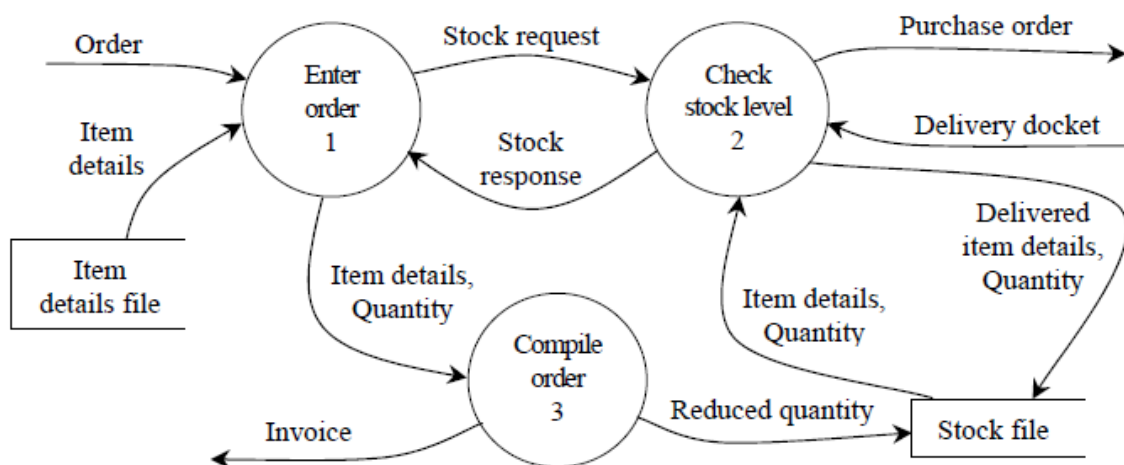 Order
Stock request
Purchase order
Enter
order
1
Check
stock level
2
Item
details
Stock
response
Delivery docket
Item
details file
Item details,
Quantity
Item details,
Quantity
Delivered
item details,
Quantity
Compile
order
3
Invoice
Reduced quantity
Stock file